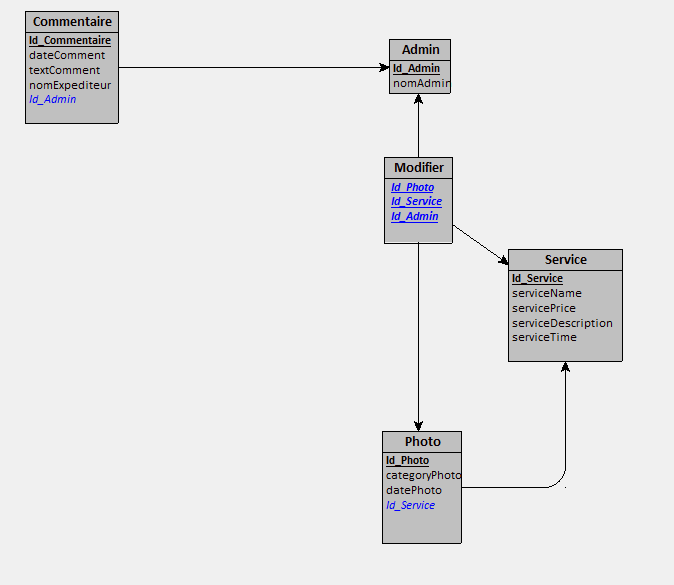 Commentaire
Id_Commentaire
dateComment
textComment
nomExpediteur
Id_Admin
Admin
Id_Admin
nomAdmin
Modifier
Id_Photo
Id_Service
Id_Admin
Service
Id_Service
serviceName
servicePrice
serviceDescription
serviceTime
Photo
Id_Photo
categoryPhoto
datePhoto
Id_Service